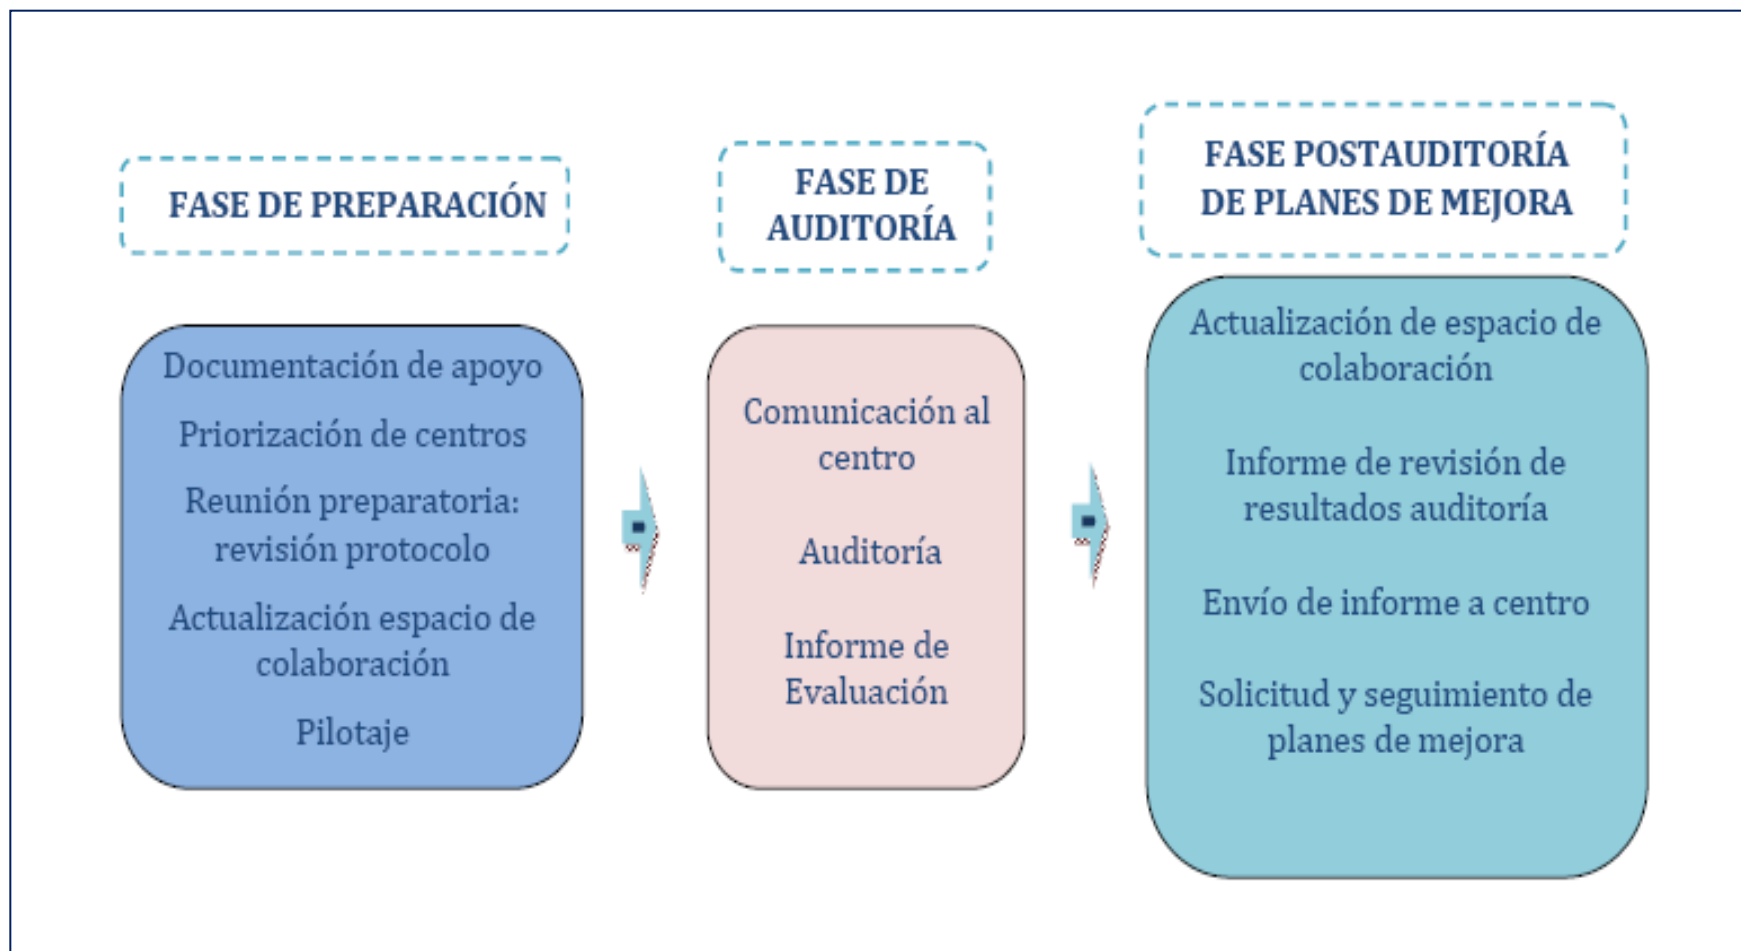 FASE DE PREPARACIÓN
Documentación de apoyo
Priorización de centros
Reunión preparatoria:
revisión protocolo
Actualización espacio de
colaboración
Pilotaje
FASE DE
AUDITORÍA
Comunicación al
centro
Auditoría
Informe de
Evaluación
FASE POSTAUDITORÍA
DE PLANES DE MEJORA
Actualización de espacio de
colaboración
Informe de revisión de
resultados auditoría
Envío de informe a centro
Solicitud y seguimiento de
planes de mejora